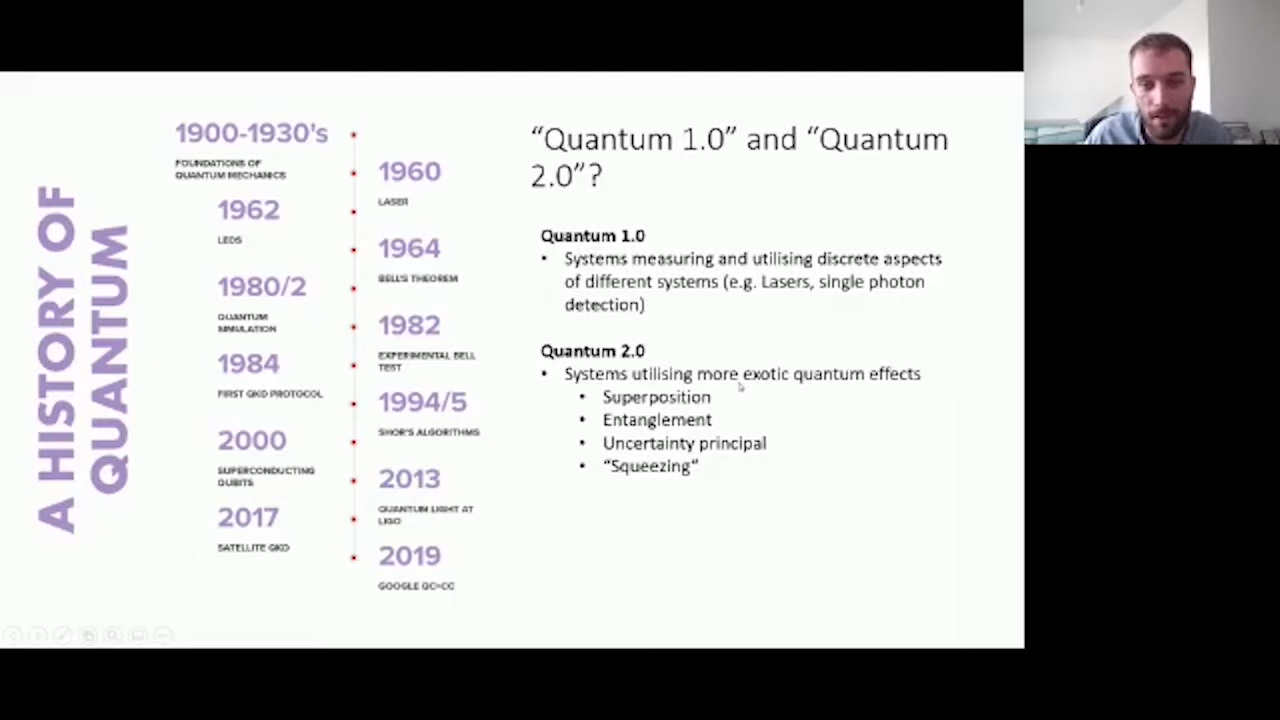 A HISTORY OF
QUANTUM
1900-1930's
FOUNDATIONS OF
QUANTUM MECHANICS
1960
LASER
1962
LEDS
1964
BELL'S THEOREM
1980/2
QUANTUM
SIMULATION
1982
EXPERIMENTAL BELL
TEST
1984
FIRST QKD PROTOCOL
1994/5
SHOR'S ALGORITHMS
2000
SUPERCONDUCTING
QUBITS
2013
QUANTUM LIGHT AT
LIGO
2017
SATELLITE QKD
2019
GOOGLE QC>CC
“Quantum 1.0” and “Quantum
2.0”?
Quantum 1.0
• Systems measuring and utilising discrete aspects
of different systems (e.g. Lasers, single photon
detection)
Quantum 2.0
• Systems utilising more exotic quantum effects
• Superposition
• Entanglement
• Uncertainty principal
• “Squeezing”